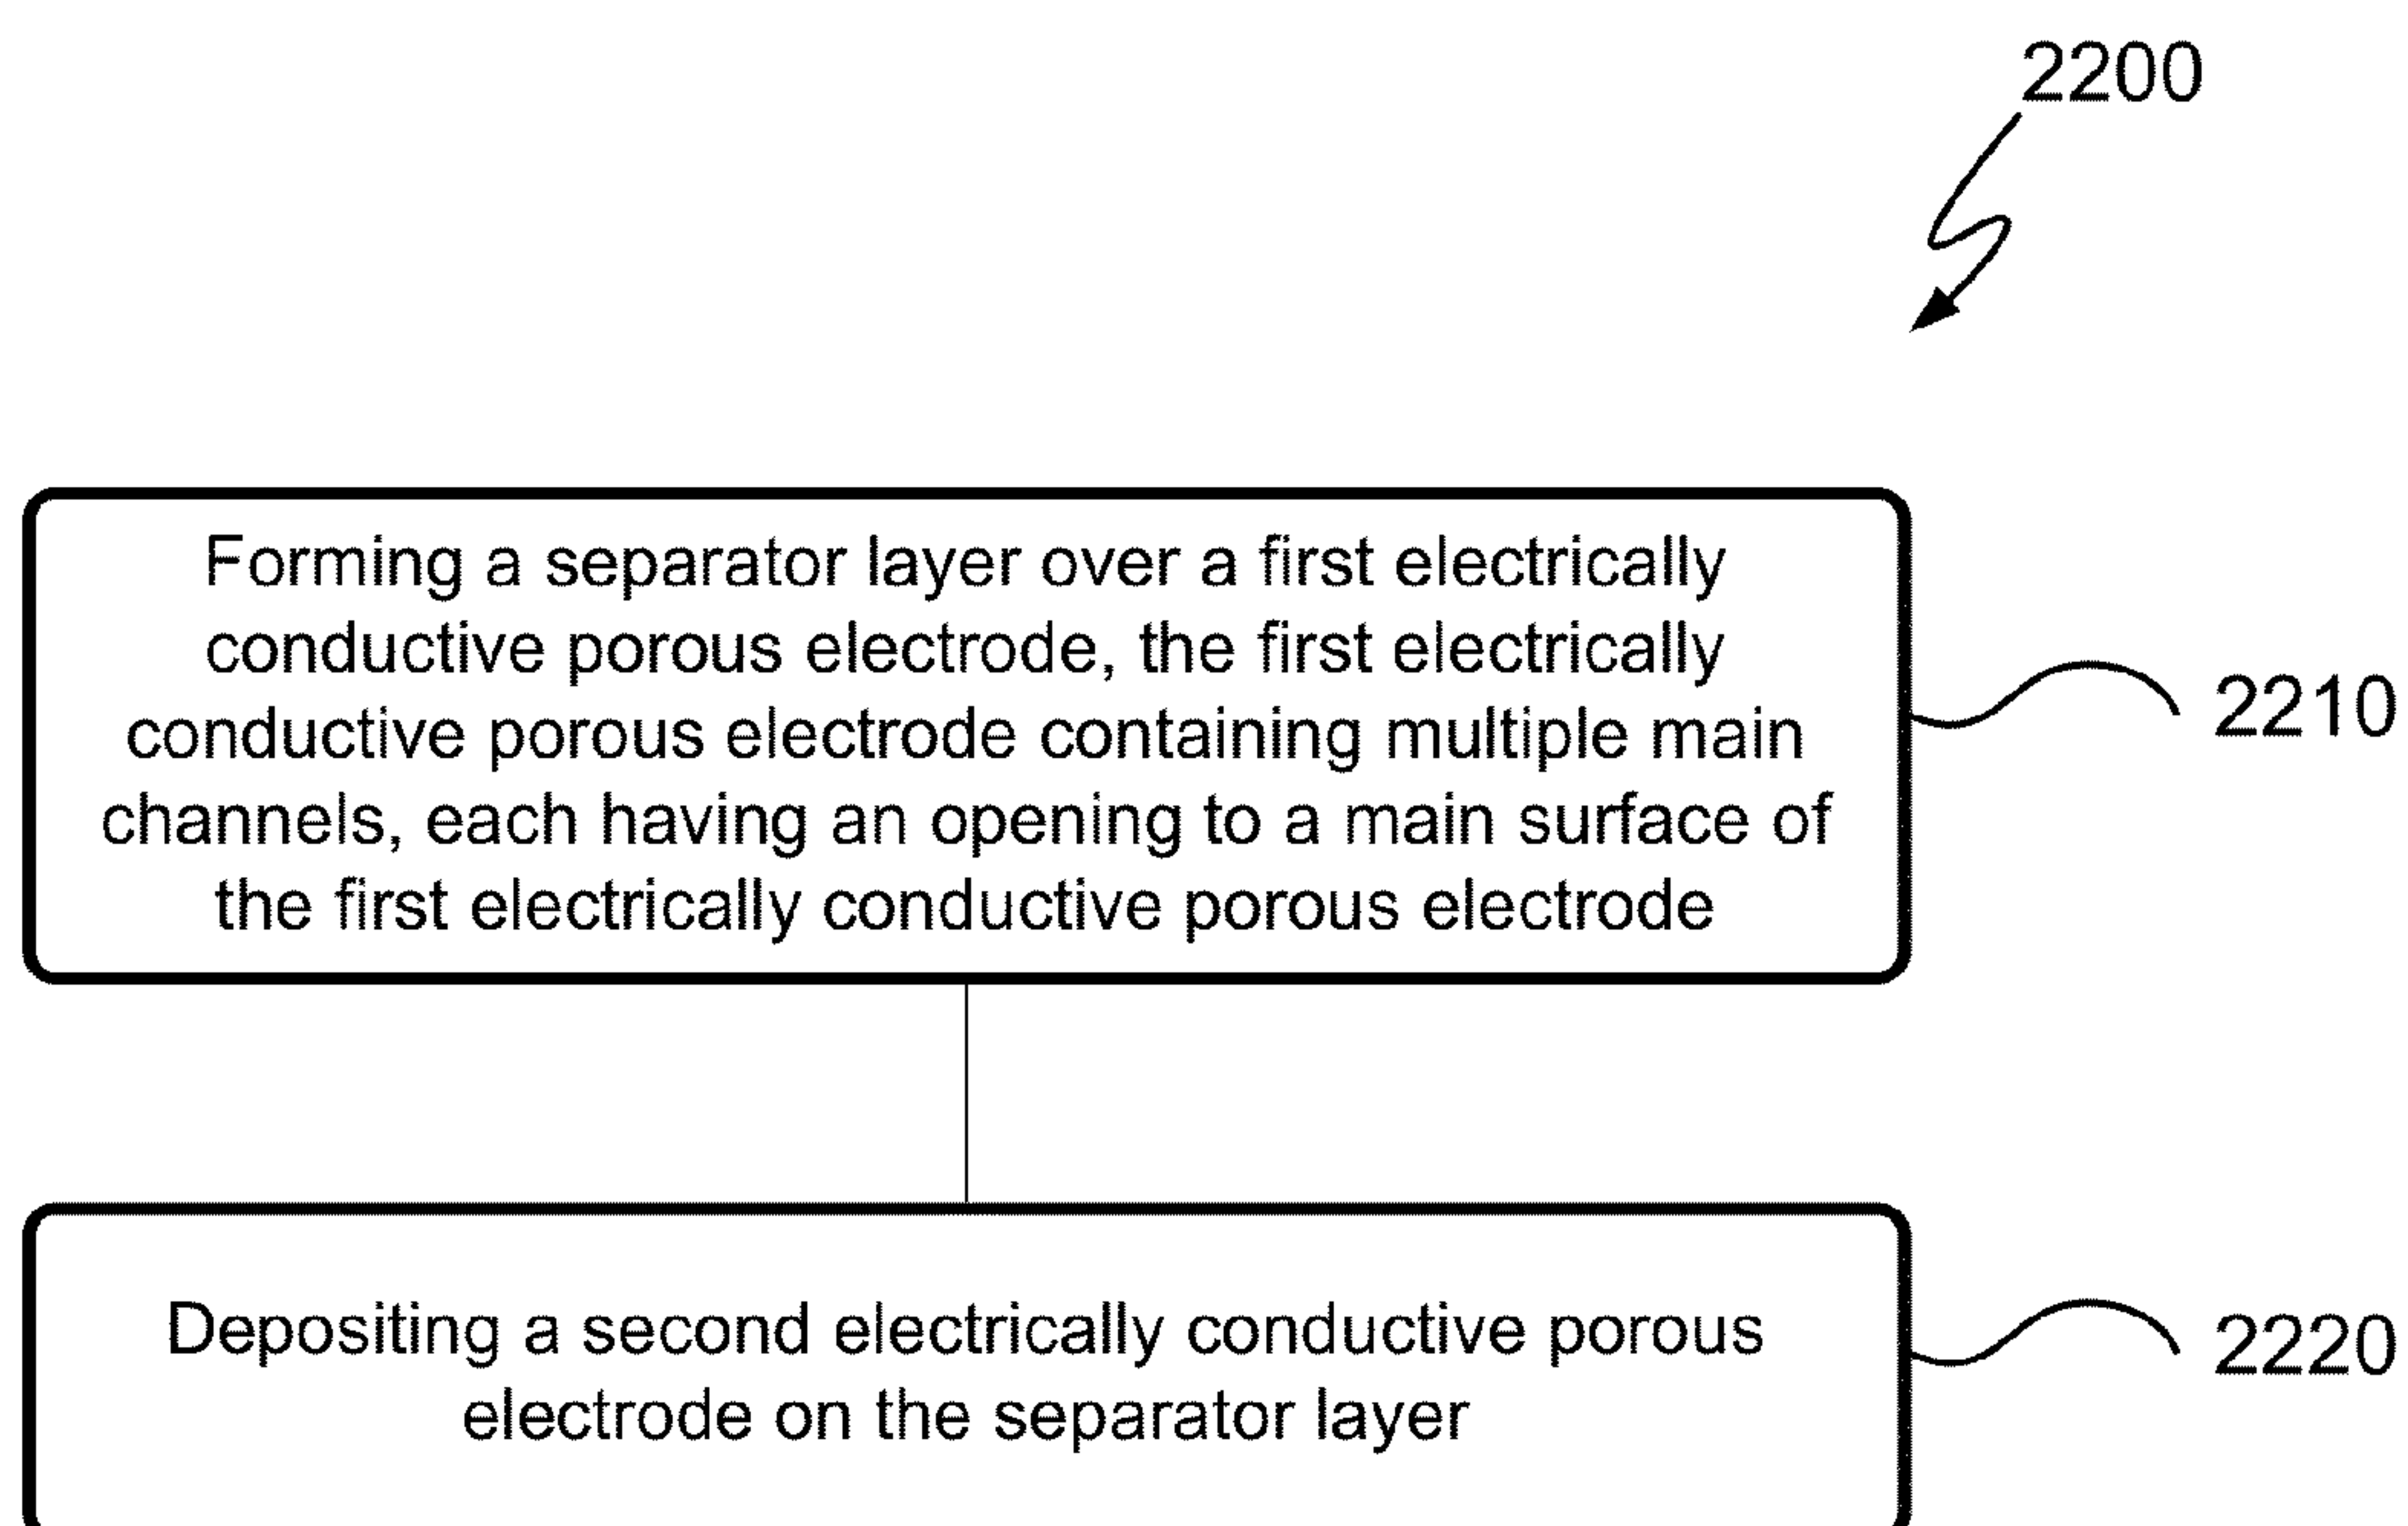 2200
Forming a separator layer over a first electrically
conductive porous electrode, the first electrically
conductive porous electrode containing multiple main
channels, each having an opening to a main surface of
the first electrically conductive porous electrode
2210
Depositing a second electrically conductive porous
electrode on the separator layer
2220